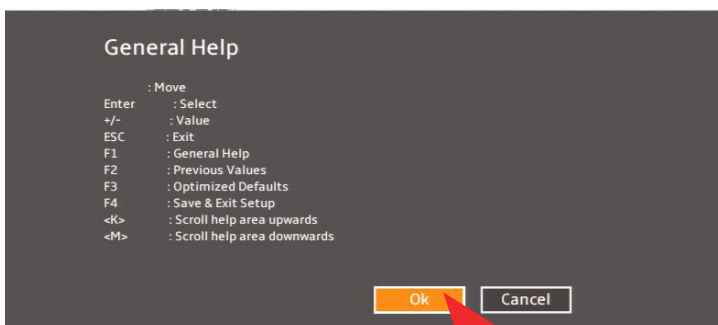 General Help
: Move
Enter : Select
+/- : Value
ESC : Exit
F1 : General Help
F2 : Previous Values
F3 : Optimized Defaults
F4 : Save & Exit Setup
<K> : Scroll help area upwards
<M> : Scroll help area downwards
Ok Cancel